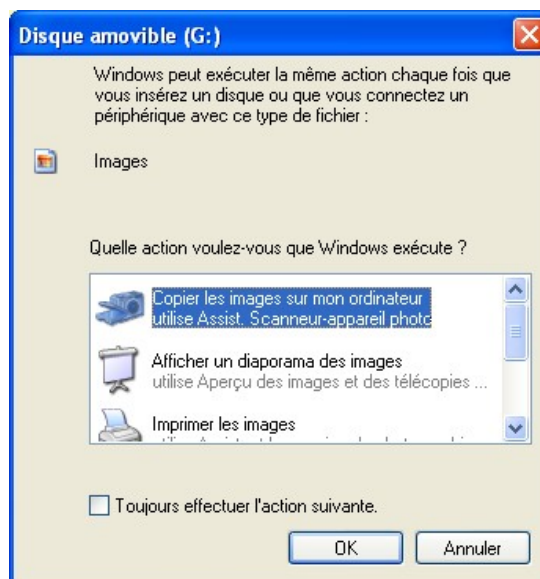 Disque amovible (G:)
Windows peut exécuter la même action chaque fois que
vous insérez un disque ou que vous connectez un
périphérique avec ce type de fichier :
Images
Quelle action voulez-vous que Windows exécute ?
Copier les images sur mon ordinateur
utilise Assist. Scanneur-appareil photo
Afficher un diaporama des images
utilise Aperçu des images et des télécopies ...
Imprimer les images
Toujours effectuer l'action suivante.
OK
Annuler